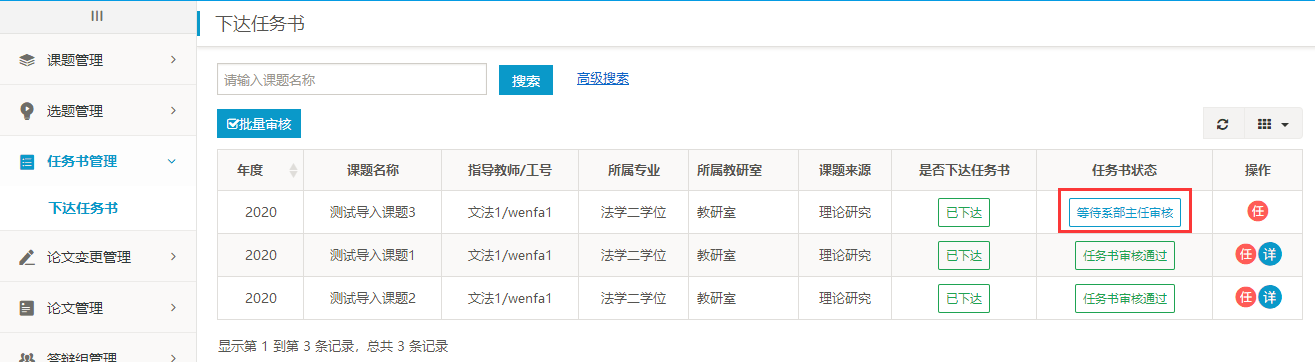 下达任务书
课题管理
选题管理
任务书管理
下达任务书
论文变更管理
论文管理
答辩组管理
请输入课题名称 搜索 高级搜索
批量审核
年度 课题名称 指导教师/工号 所属专业 所属教研室 课题来源 是否下达任务书 任务书状态 操作
2020 测试导入课题3 文法1/wenfa1 法学二学位 教研室 理论研究 已下达 等待系部主任审核 任
2020 测试导入课题1 文法1/wenfa1 法学二学位 教研室 理论研究 已下达 任务书审核通过 任 详
2020 测试导入课题2 文法1/wenfa1 法学二学位 教研室 理论研究 已下达 任务书审核通过 任 详
显示第 1 到第 3 条记录，总共 3 条记录